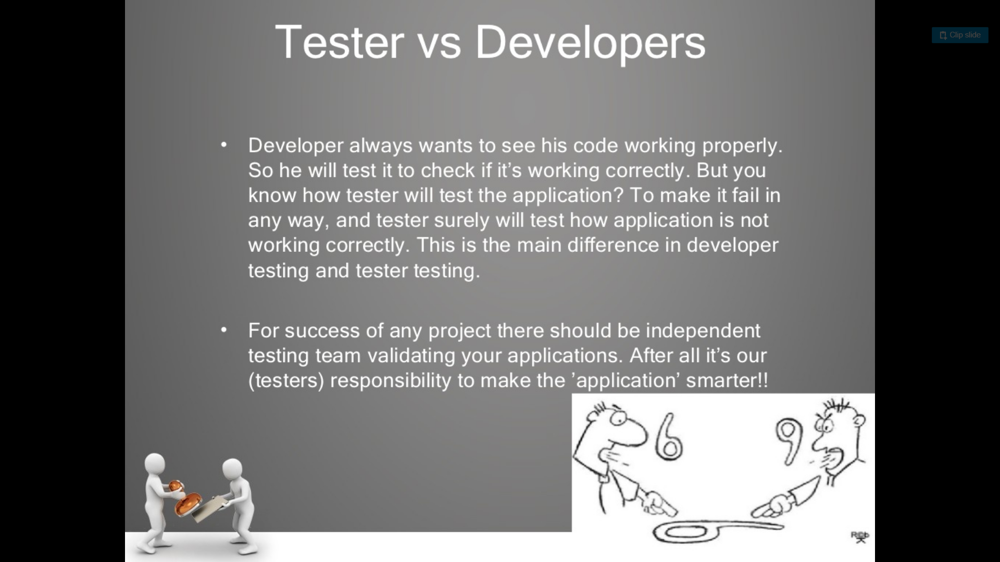 Tester vs Developers
Clip slide
• Developer always wants to see his code working properly.
So he will test it to check if it’s working correctly. But you
know how tester will test the application? To make it fail in
any way, and tester surely will test how application is not
working correctly. This is the main difference in developer
testing and tester testing.
• For success of any project there should be independent
testing team validating your applications. After all it’s our
(testers) responsibility to make the ’application’ smarter!!
6
9